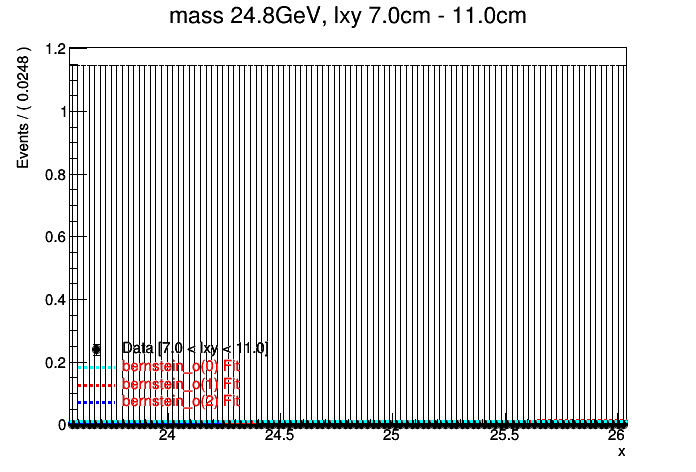 mass 24.8GeV, lxy 7.0cm - 11.0cm
Events / ( 0.0248 )
1.2
1
0.8
0.6
0.4
0.2
0
Data [7.0 < lxy < 11.0]
bernstein_o(0) Fit
bernstein_o(1) Fit
bernstein_o(2) Fit
24 24.5 25 25.5 26
x